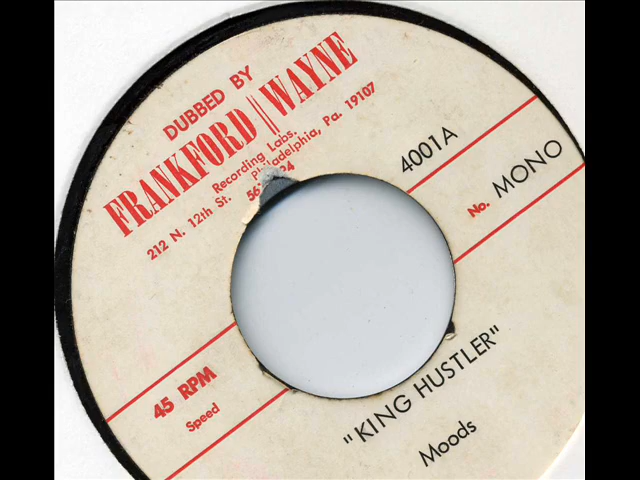 DUBBED BY
FRANKFORD WAYNE
Recording Labs.
212 N. 12th St. Philadelphia, Pa. 19107
4001A
No. MONO
45 RPM
Speed
"KING HUSTLER"
Moods